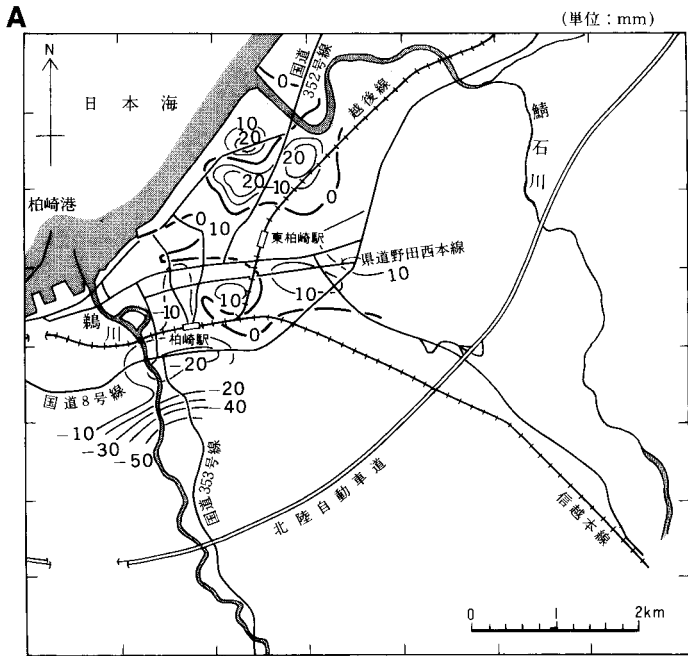 A
(単位：mm)
N
日本海
国道
352号線
0
越後線
鯖石川
10
20
20
20
10
0
柏崎港
0
10
東柏崎駅
県道野田西本線
10
-10
-10
10
鵜川
0
柏崎駅
-20
国道8号線
-20
-40
-10
-30
-50
国道353号線
北陸自動車道
信越本線
0 1 2km